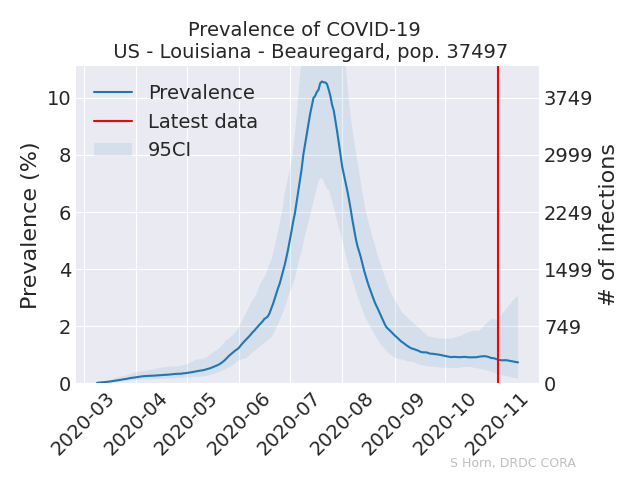 Prevalence of COVID-19
US - Louisiana - Beauregard, pop. 37497
Prevalence
Latest data
95CI
Prevalence (%)
10
8
6
4
2
0
3749
2999
2249
1499
749
0
# of infections
2020-03
2020-04
2020-05
2020-06
2020-07
2020-08
2020-09
2020-10
2020-11
S Horn, DRDC CORA